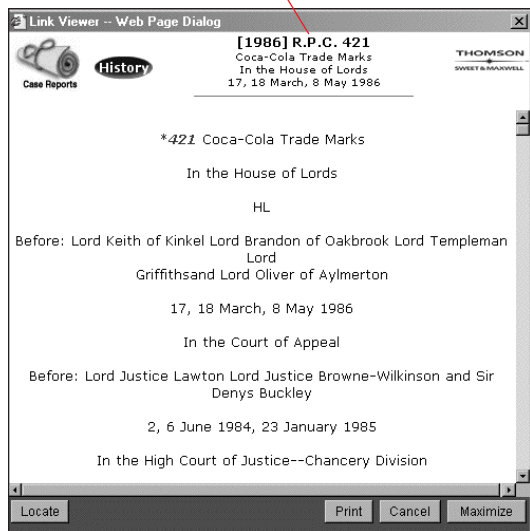 Link Viewer -- Web Page Dialog
Case Reports
History
[1986] R.P.C. 421
Coca-Cola Trade Marks
In the House of Lords
17, 18 March, 8 May 1986
THOMSON
SWEET & MAXWELL
*421 Coca-Cola Trade Marks
In the House of Lords
HL
Before: Lord Keith of Kinkel Lord Brandon of Oakbrook Lord Templeman
Lord
Griffithsand Lord Oliver of Aylmerton
17, 18 March, 8 May 1986
In the Court of Appeal
Before: Lord Justice Lawton Lord Justice Browne-Wilkinson and Sir
Denys Buckley
2, 6 June 1984, 23 January 1985
In the High Court of Justice--Chancery Division
Locate
Print
Cancel
Maximize